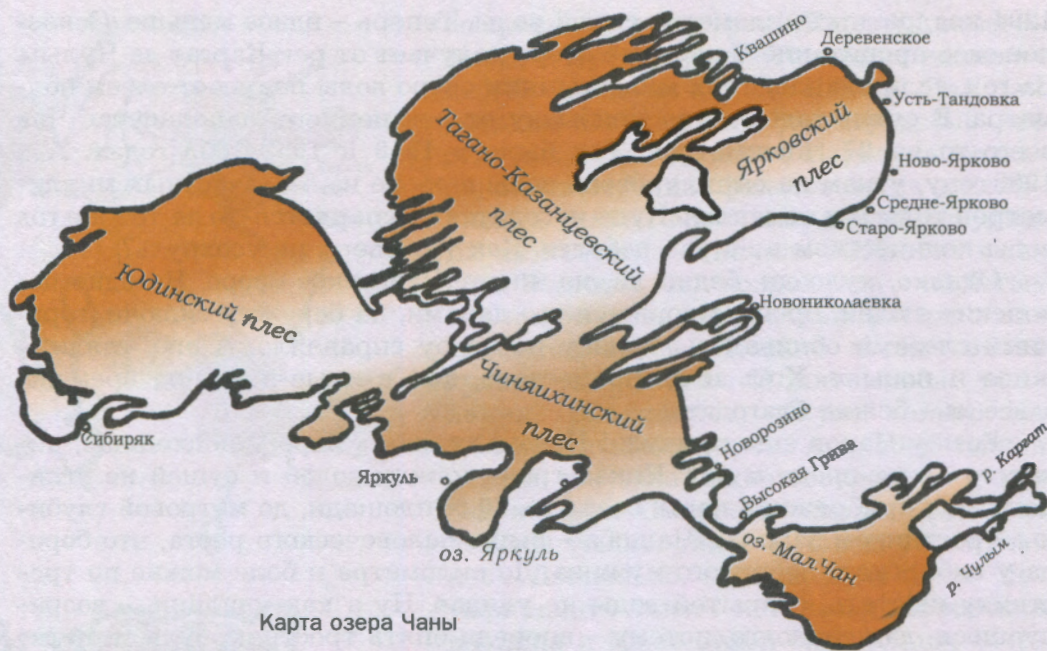 Квашино
Деревенское
Усть-Тандовка
Тагано-Казанцевский
плес
Ярковский
плес
Ново-Ярково
Средне-Ярково
Старо-Ярково
Юдинский плес
Новониколаевка
Чиняихинский
плес
Сибиряк
Новорозино
Яркуль
Высокая Грива
р. Каргат
оз. Яркуль
оз. Мал.Чан
р. Чулым
Карта озера Чаны